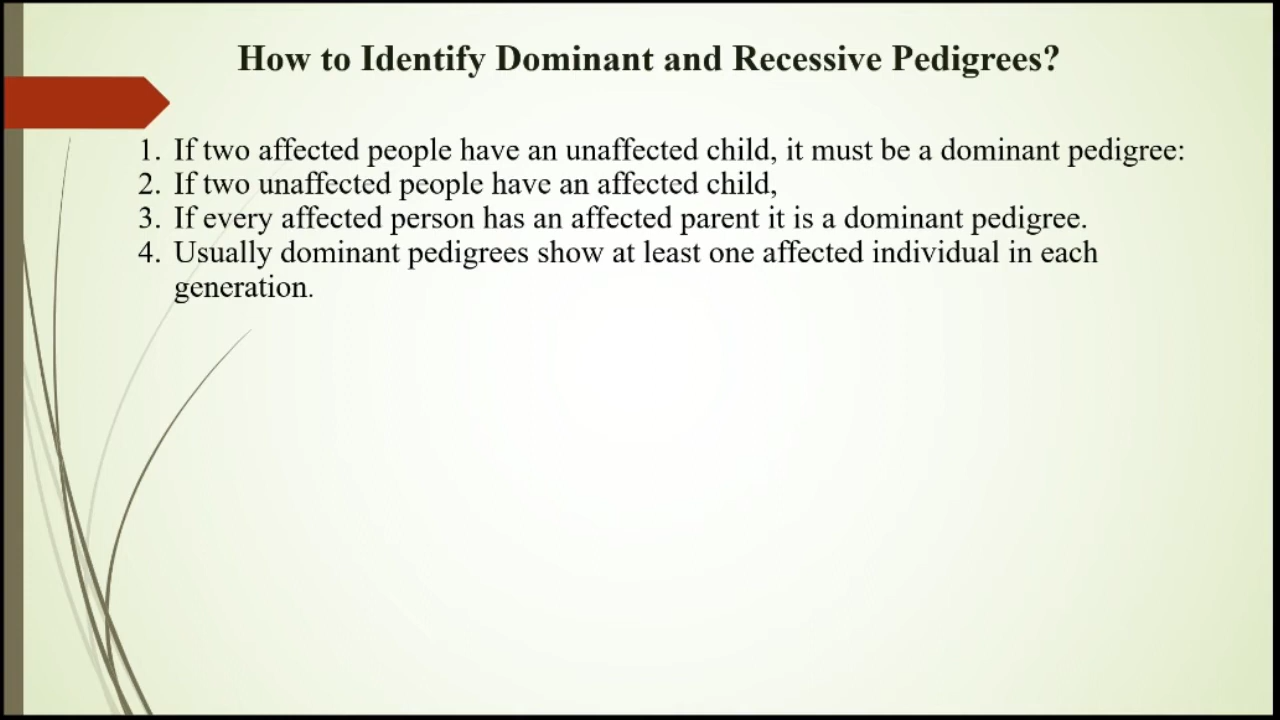 How to Identify Dominant and Recessive Pedigrees?
1. If two affected people have an unaffected child, it must be a dominant pedigree:
2. If two unaffected people have an affected child,
3. If every affected person has an affected parent it is a dominant pedigree.
4. Usually dominant pedigrees show at least one affected individual in each
generation.